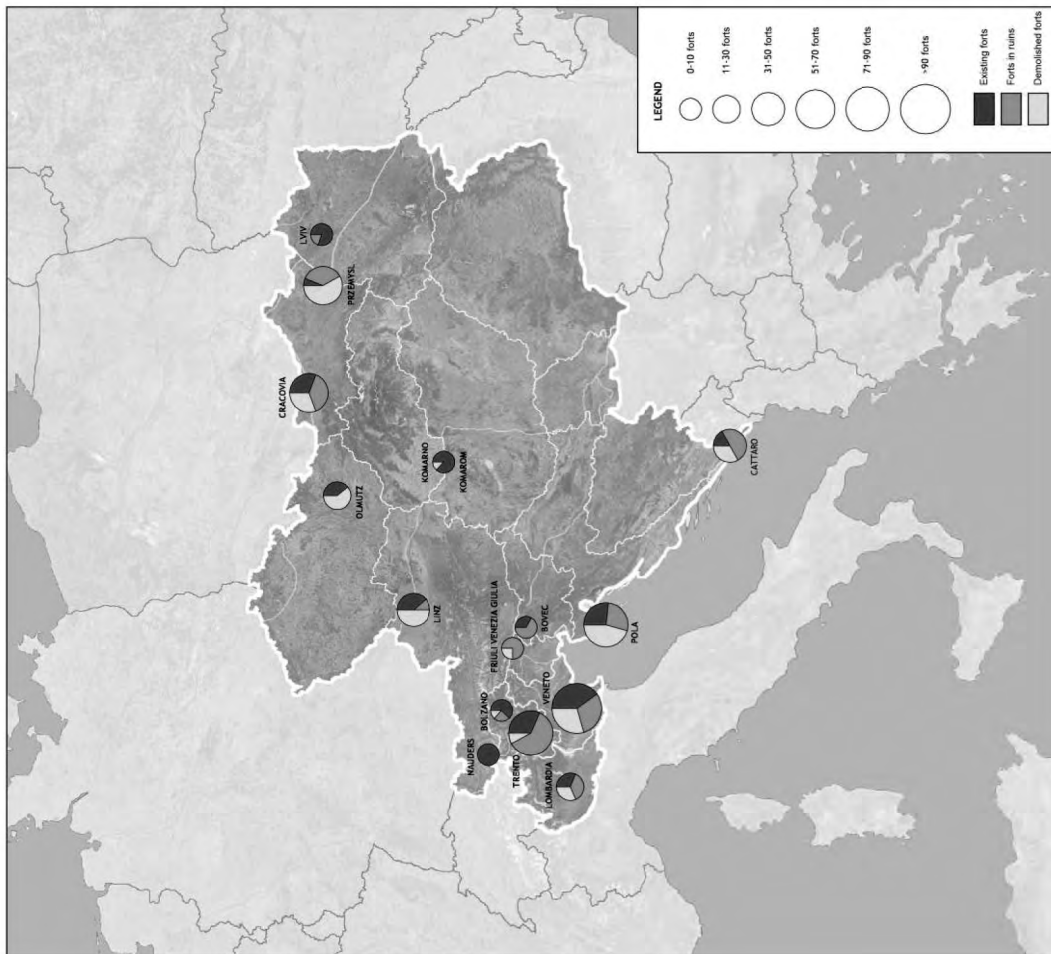 LEGEND
0-10 forts
11-30 forts
31-50 forts
51-70 forts
71-90 forts
>90 forts
Existing forts
Forts in ruins
Demolished forts
NAUDERS
BOLZANO
TRENTO
LOMBARDIA
VENETO
FRIULI VENEZIA GIULIA
BOVEC
POLA
LINZ
OLMUTZ
KOMARNO
KOMAROM
CATTARO
CRACOVIA
PRZEMYSL
LVIV